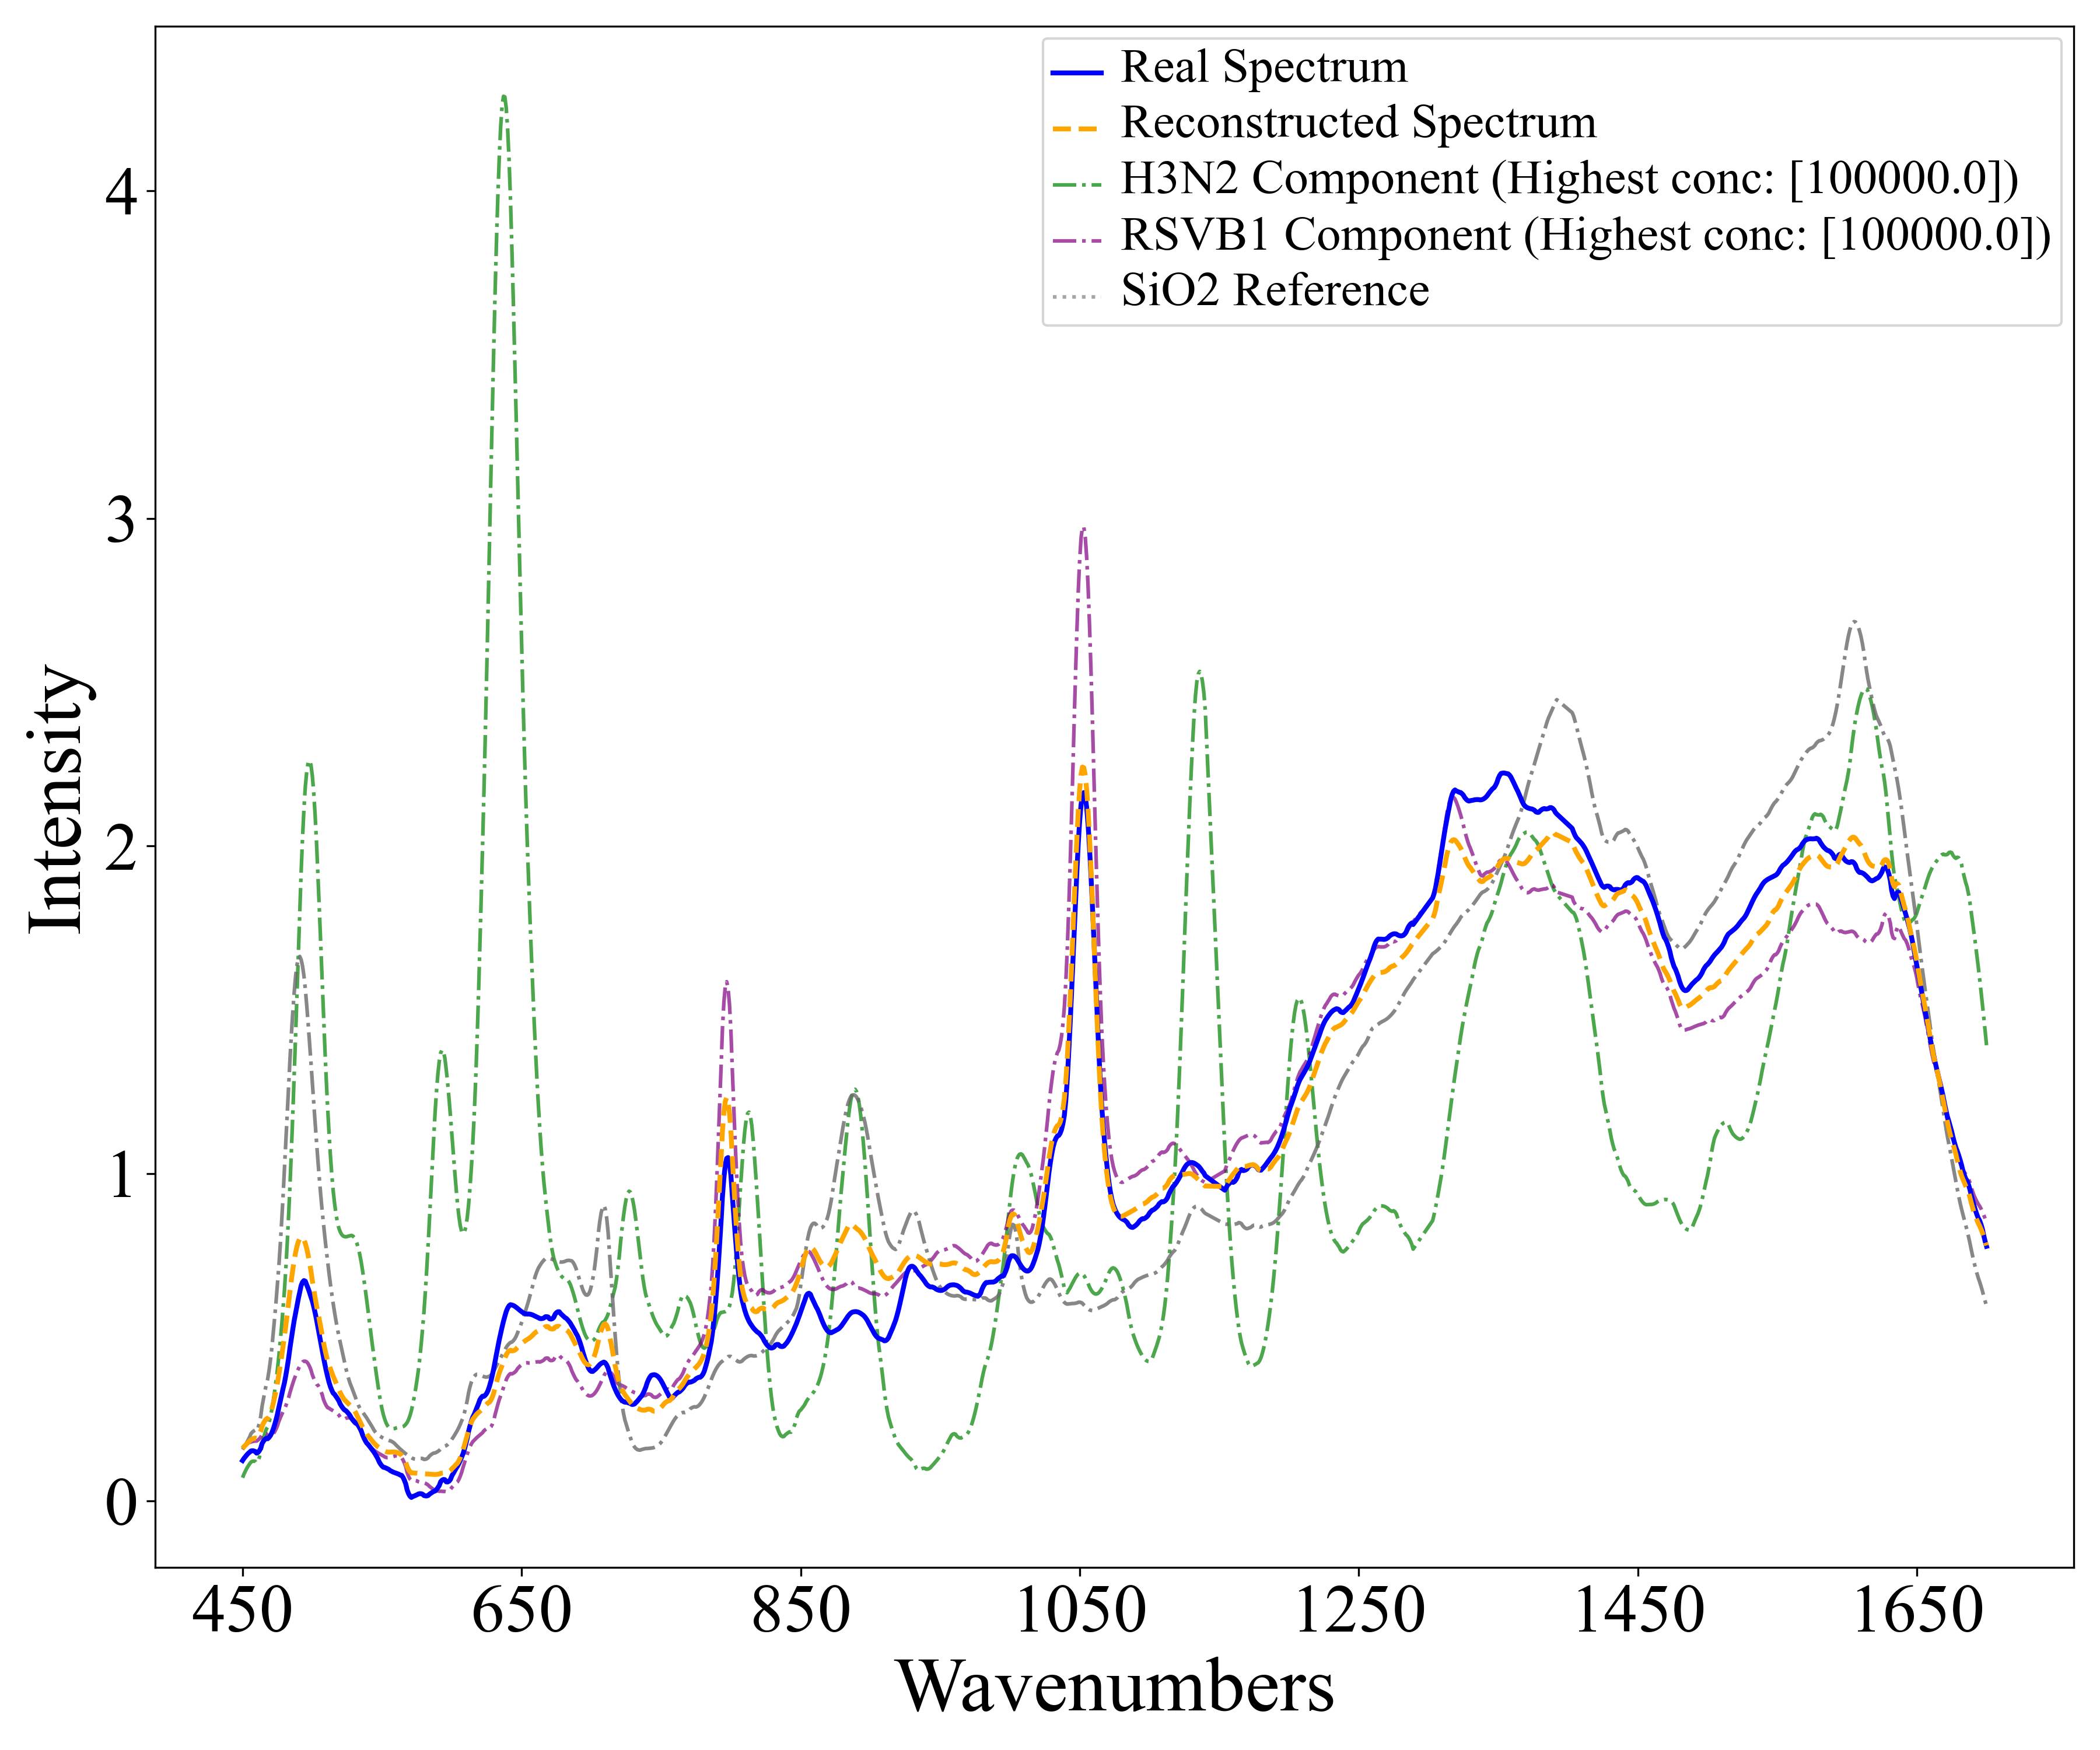 Real Spectrum
Reconstructed Spectrum
H3N2 Component (Highest conc: [100000.0])
RSVB1 Component (Highest conc: [100000.0])
SiO2 Reference
Intensity
4
3
2
1
0
450 650 850 1050 1250 1450 1650
Wavenumbers